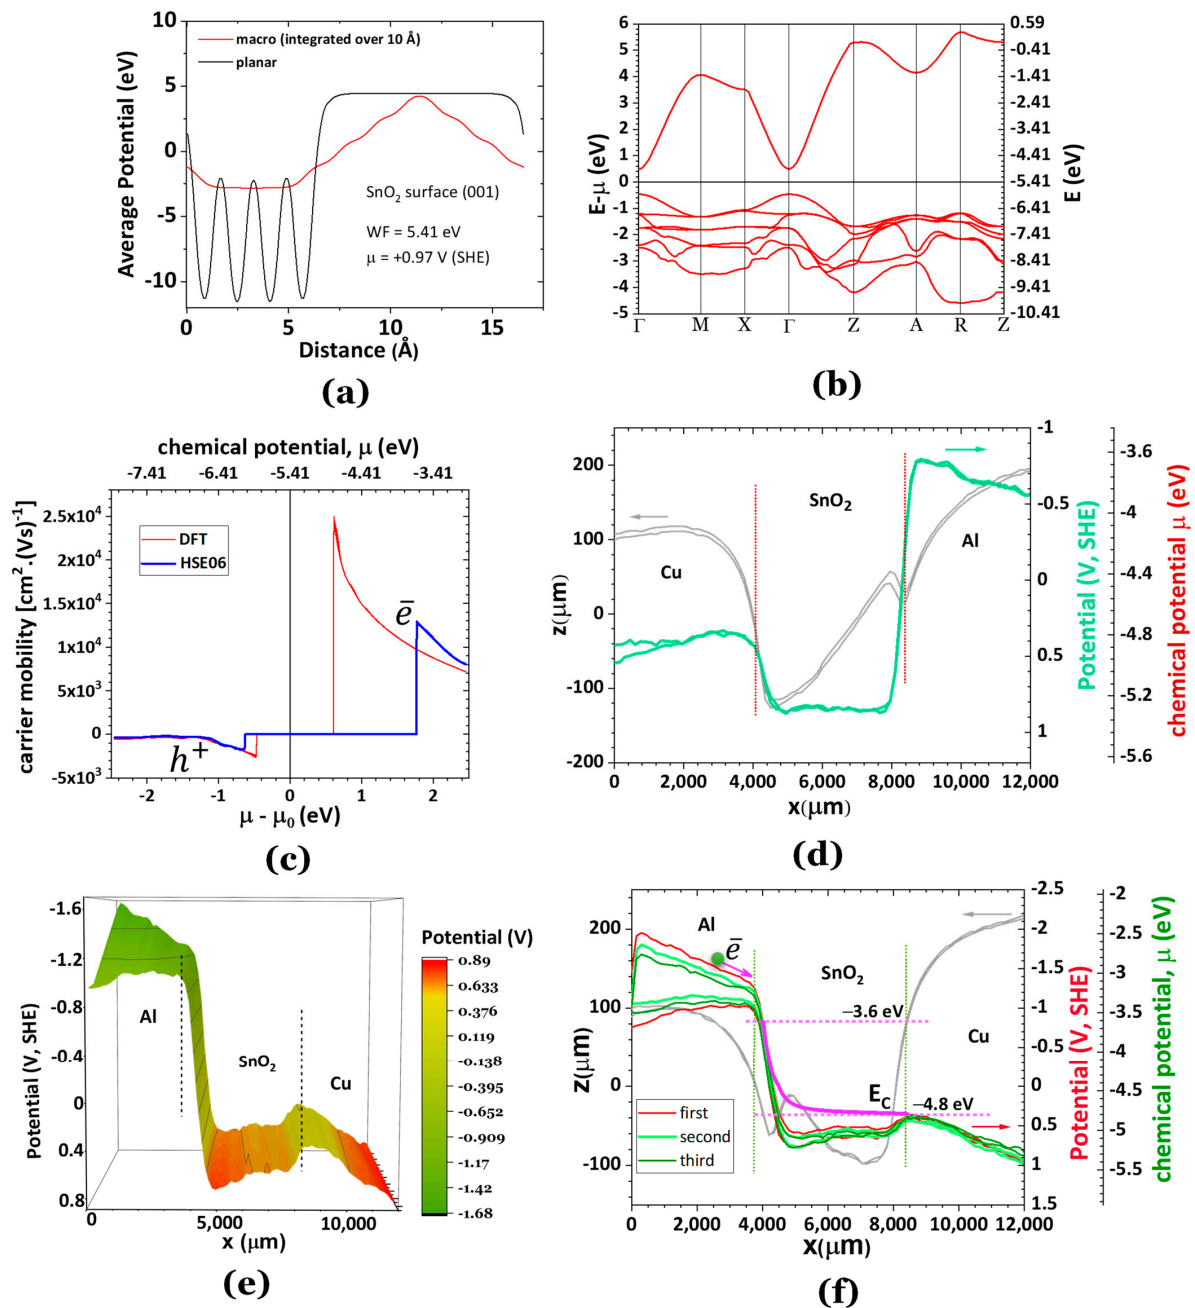 10
5
0
-5
-10
0
5
10
15
Average Potential (eV)
Distance (Å)
macro (integrated over 10 Å)
planar
SnO₂ surface (001)
WF = 5.41 eV
μ = +0.97 V (SHE)
(a)
6
5
4
3
2
1
0
-1
-2
-3
-4
-5
E-μ (eV)
0.59
-0.41
-1.41
-2.41
-3.41
-4.41
-5.41
-6.41
-7.41
-8.41
-9.41
-10.41
E (eV)
Γ M X Γ Z A R Z
(b)
chemical potential, μ (eV)
-7.41 -6.41 -5.41 -4.41 -3.41
carrier mobility [cm².(Vs)⁻¹]
2.5x10⁴
2x10⁴
1.5x10⁴
1x10⁴
5x10³
0
-5x10³
DFT
HSE06
ē
h⁺
-2 -1 0 1 2
μ - μ₀ (eV)
(c)
200
100
0
-100
-200
z(μm)
Cu
SnO₂
Al
-1
-0.5
0
0.5
1
Potential (V, SHE)
-3.6
-4
-4.4
-4.8
-5.2
-5.6
chemical potential μ (eV)
0 2,000 4,000 6,000 8,000 10,000 12,000
x(μm)
(d)
-1.6
-1.2
-0.8
-0.4
0
0.4
0.8
Potential (V, SHE)
Al
SnO₂
Cu
0
5,000
10,000
x (μm)
Potential (V)
0.89
0.633
0.376
0.119
-0.138
-0.395
-0.652
-0.909
-1.17
-1.42
-1.68
(e)
200
100
0
-100
z(μm)
Al
ē
SnO₂
Cu
−3.6 eV
E_C
−4.8 eV
first
second
third
-2.5
-2
-1.5
-1
-0.5
0
0.5
1
1.5
Potential (V, SHE)
-2
-2.5
-3
-3.5
-4
-4.5
-5
-5.5
chemical potential, μ (eV)
0 2,000 4,000 6,000 8,000 10,000 12,000
x(μm)
(f)